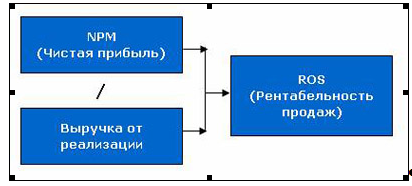 NPM
(Чистая прибыль)
/
Выручка от
реализации
ROS
(Рентабельность
продаж)